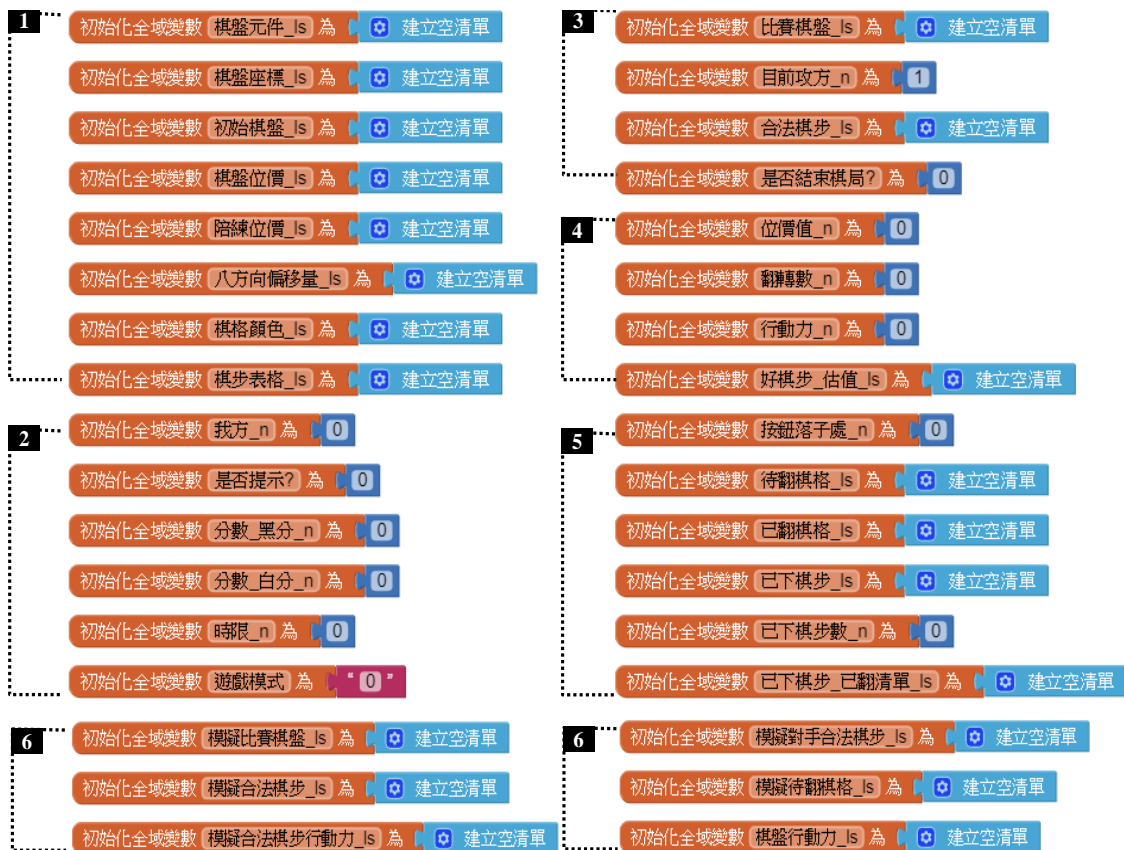 1
初始化全域變數 棋盤元件_ls 為 建立空清單
初始化全域變數 棋盤座標_ls 為 建立空清單
初始化全域變數 初始棋盤_ls 為 建立空清單
初始化全域變數 棋盤位價_ls 為 建立空清單
初始化全域變數 陪練位價_ls 為 建立空清單
初始化全域變數 八方向偏移量_ls 為 建立空清單
初始化全域變數 棋格顏色_ls 為 建立空清單
初始化全域變數 棋步表格_ls 為 建立空清單
2
初始化全域變數 我方_n 為 0
初始化全域變數 是否提示? 為 0
初始化全域變數 分數_黑分_n 為 0
初始化全域變數 分數_白分_n 為 0
初始化全域變數 時限_n 為 0
初始化全域變數 遊戲模式 為 “ 0 ”
3
初始化全域變數 比賽棋盤_ls 為 建立空清單
初始化全域變數 目前攻方_n 為 1
初始化全域變數 合法棋步_ls 為 建立空清單
初始化全域變數 是否結束棋局? 為 0
4
初始化全域變數 位價值_n 為 0
初始化全域變數 翻轉數_n 為 0
初始化全域變數 行動力_n 為 0
初始化全域變數 好棋步_估值_ls 為 建立空清單
5
初始化全域變數 按鈕落子處_n 為 0
初始化全域變數 待翻棋格_ls 為 建立空清單
初始化全域變數 已翻棋格_ls 為 建立空清單
初始化全域變數 已下棋步_ls 為 建立空清單
初始化全域變數 已下棋步數_n 為 0
初始化全域變數 已下棋步_已翻清單_ls 為 建立空清單
6
初始化全域變數 模擬比賽棋盤_ls 為 建立空清單
初始化全域變數 模擬合法棋步_ls 為 建立空清單
初始化全域變數 模擬合法棋步行動力_ls 為 建立空清單
6
初始化全域變數 模擬對手合法棋步_ls 為 建立空清單
初始化全域變數 模擬待翻棋格_ls 為 建立空清單
初始化全域變數 棋盤行動力_ls 為 建立空清單